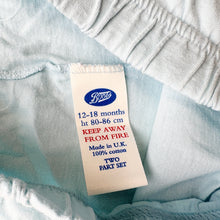 Boots
12-18 months
ht 80-86 cm
KEEP AWAY
FROM FIRE
Made in U.K.
100% cotton
TWO
PART SET